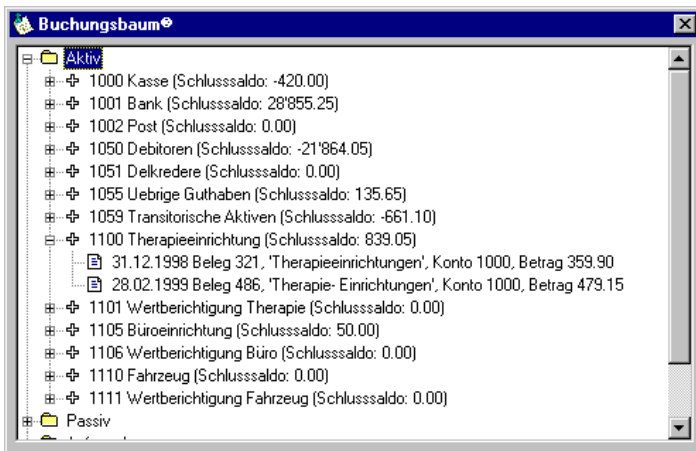 Buchungsbaum®
Aktiv
1000 Kasse (Schlusssaldo: -420.00)
1001 Bank (Schlusssaldo: 28'855.25)
1002 Post (Schlusssaldo: 0.00)
1050 Debitoren (Schlusssaldo: -21'864.05)
1051 Delkredere (Schlusssaldo: 0.00)
1055 Uebrige Guthaben (Schlusssaldo: 135.65)
1059 Transitorische Aktiven (Schlusssaldo: -661.10)
1100 Therapieeinrichtung (Schlusssaldo: 839.05)
31.12.1998 Beleg 321, 'Therapieeinrichtungen', Konto 1000, Betrag 359.90
28.02.1999 Beleg 486, 'Therapie- Einrichtungen', Konto 1000, Betrag 479.15
1101 Wertberichtigung Therapie (Schlusssaldo: 0.00)
1105 Büroeinrichtung (Schlusssaldo: 50.00)
1106 Wertberichtigung Büro (Schlusssaldo: 0.00)
1110 Fahrzeug (Schlusssaldo: 0.00)
1111 Wertberichtigung Fahrzeug (Schlusssaldo: 0.00)
Passiv